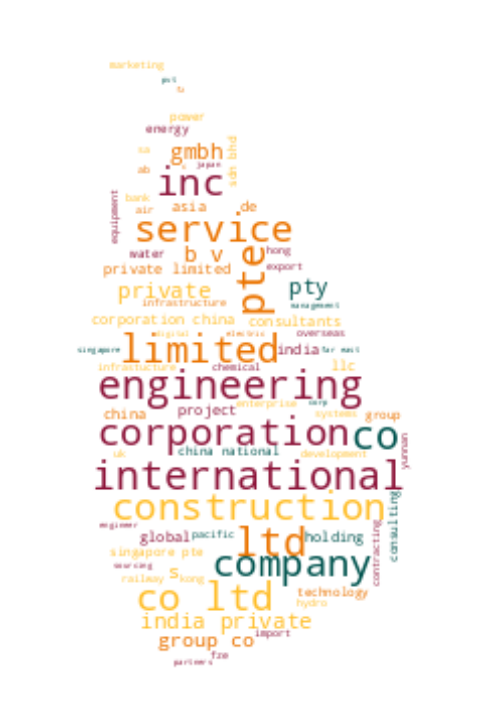 marketing
pvt
power
energy
sa
gmbh
sdn bhd
ab
japan
inc
bank
equipment
air
asia
de
service
water
b v
hong
pte
private limited
export
private
pty
infrastructure
management
corporation china
consultants
digital
electric
overseas
singapore
limited
india
far east
infrastucture
chemical
llc
engineering
enterprise
corp
china
project
systems
group
corporation
co
uk
china national
development
yunnan
international
construction
consulting
engineer
global
pacific
ltd
holding
contracting
singapore pte
company
sourcing
railway
s
kong
technology
co ltd
hydro
india private
group co
import
fze
partners